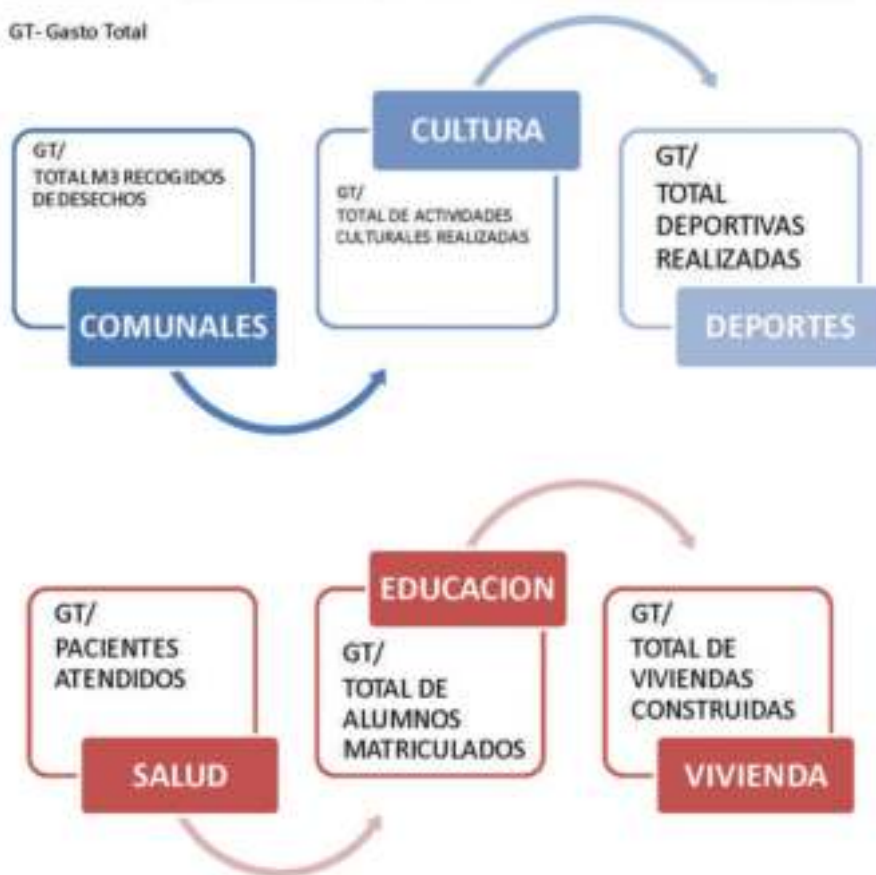 GT- Gasto Total
GT/
TOTAL M3 RECOGIDOS
DE DESECHOS
COMUNALES
CULTURA
GT/
TOTAL DE ACTIVIDADES
CULTURALES REALIZADAS
GT/
TOTAL
DEPORTIVAS
REALIZADAS
DEPORTES
GT/
PACIENTES
ATENDIDOS
SALUD
EDUCACION
GT/
TOTAL DE
ALUMNOS
MATRICULADOS
GT/
TOTAL DE
VIVIENDAS
CONSTRUIDAS
VIVIENDA